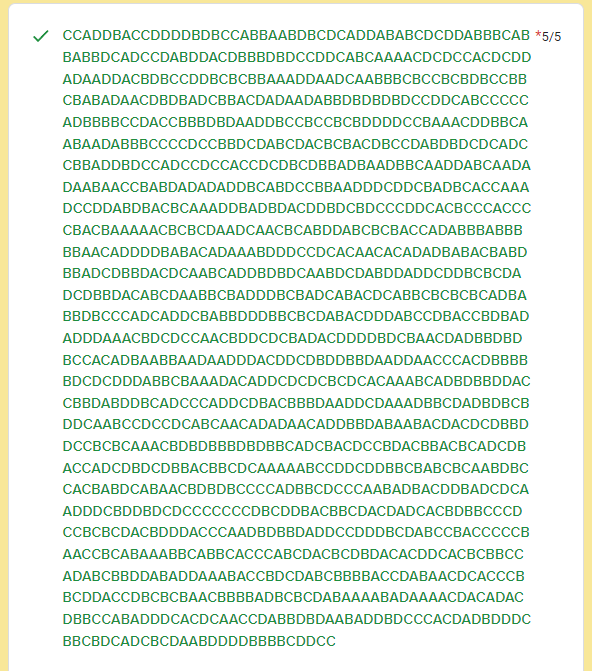 CCADDBACCDDDDBDBCCABBAABDBCDCADDABABCDCDDABBBCAB *5/5
BABBDCADCCDABDDACDBBBDBDCCDDCABCAAAACDCDCCACDCDD
ADAADDACBDBCCDDBCBCBBAAADDAADCAABBBCBCCBCBDBCCBB
CBABADAACDBDBADCBBACDADAADABBDBDBDBDCCDDCABCCCCC
ADBBBBCCDACCBBBDBDAADDBCCBCCBCBDDDDCCBAAACDDBBCA
ABAADABBBCCCCDCCBBDCDABCDACBCBACDBCCDABDBDCDCADC
CBBADDBDCCADCCDCCACCDCDBCDBBADBAADBBCAADDABCAADA
DAABAACCBABDADADADDBCABDCCBBAADDDCDDCBADBCACCAAA
DCCDDABDBACBCAAADDBADBDACDDBDCBDCCCDDCACBCCCACCC
CBACBAAAAACBCBCDAADCAACBCABDDABCBCBACCADABBBABBB
BBAACADDDDBABACADAAABDDDCCDCACAACACADADBABACBABD
BBADCDBBDACDCAABCADDBDBDCAABDCDABDDADDCDDBCBCDA
DCDBBDACABCDAABBCBADDDBCBADCABACDCABBCBCBCBCADBA
BBDBCCCADCADDCBABBDDDBBCBCDABACDDDABCCDBACCBDBAD
ADDDAAACBDCDCCAACBDDCDCBADACDDDDBDCBAACDADBBDBD
BCCACADBAABBAADAADDDACDDCDBDDBBDAADDAACCCACDBBBB
BDCDCDDDABBCBAAADACADDCDCDCBCDCACAAABCADBDBBDDAC
CBBDABDDBCADCCCADDCDBACBBBDAADDCDAAADBBCDADBDBCB
DDCAABCCDCCDCABCAACADADAACADDBBDABAABACDACDCDBBD
DCCBCBCAAACBDBDBBBDBDBBCADCBACDCCBDACBBACBCADCDB
ACCADCDBDCDBBACBBCDCAAAAABCCDDCDDBBCBABCBCAABDBC
CACBABDCABAACBDBDBCCCCADBBCDCCCAABADBACDDBADCDCA
ADDDCBDDBDCDCCCCCCCDBCDDBACBBCDACDADCACBDBBCCCD
CCBCBCDACBDDDACCCAADBDBBDADDCCDDDBCDABCCBACCCCCB
AACCBCABAAABBCABBCACCCABCDACBCDBDACACDDCACBCBBCC
ADABCBBDDABADDAAABACCBDCDABCBBBBACCDABAACDCACCCB
BCDDACCDBCBCBAACBBBBADBCBCDABAAAABADAAAACDACADAC
DBBCCABADDDCACDCAACCDABBDBDAABADDBDCCCACDADBDDDC
BBCBDCADCBCDAABDDDDBBBBCDDCC